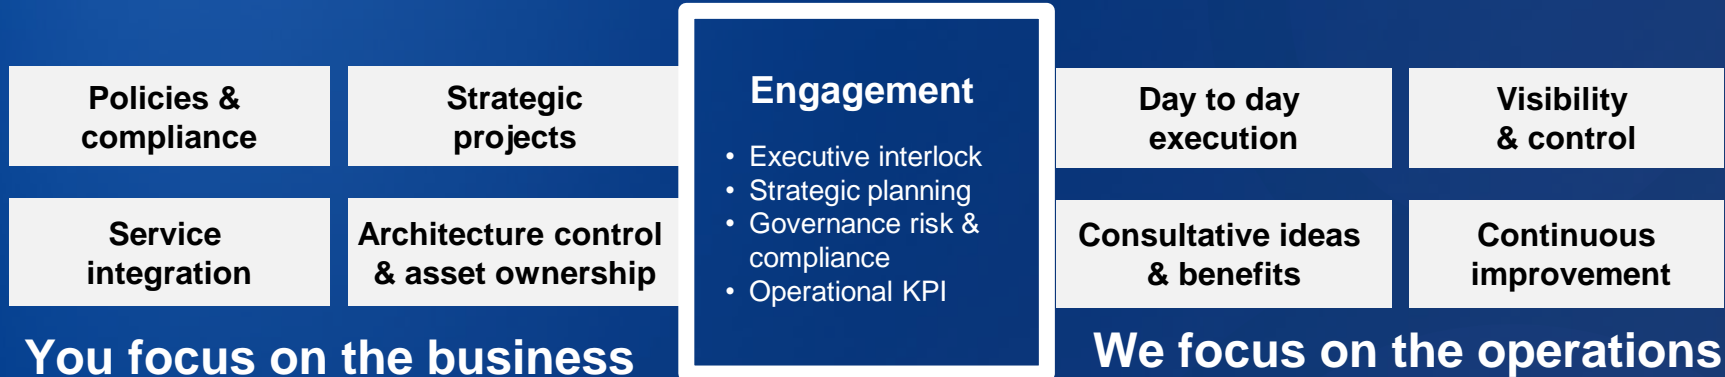 Policies &
compliance
Strategic
projects
Service
integration
Architecture control
& asset ownership
You focus on the business
Engagement
• Executive interlock
• Strategic planning
• Governance risk &
compliance
• Operational KPI
Day to day
execution
Visibility
& control
Consultative ideas
& benefits
Continuous
improvement
We focus on the operations